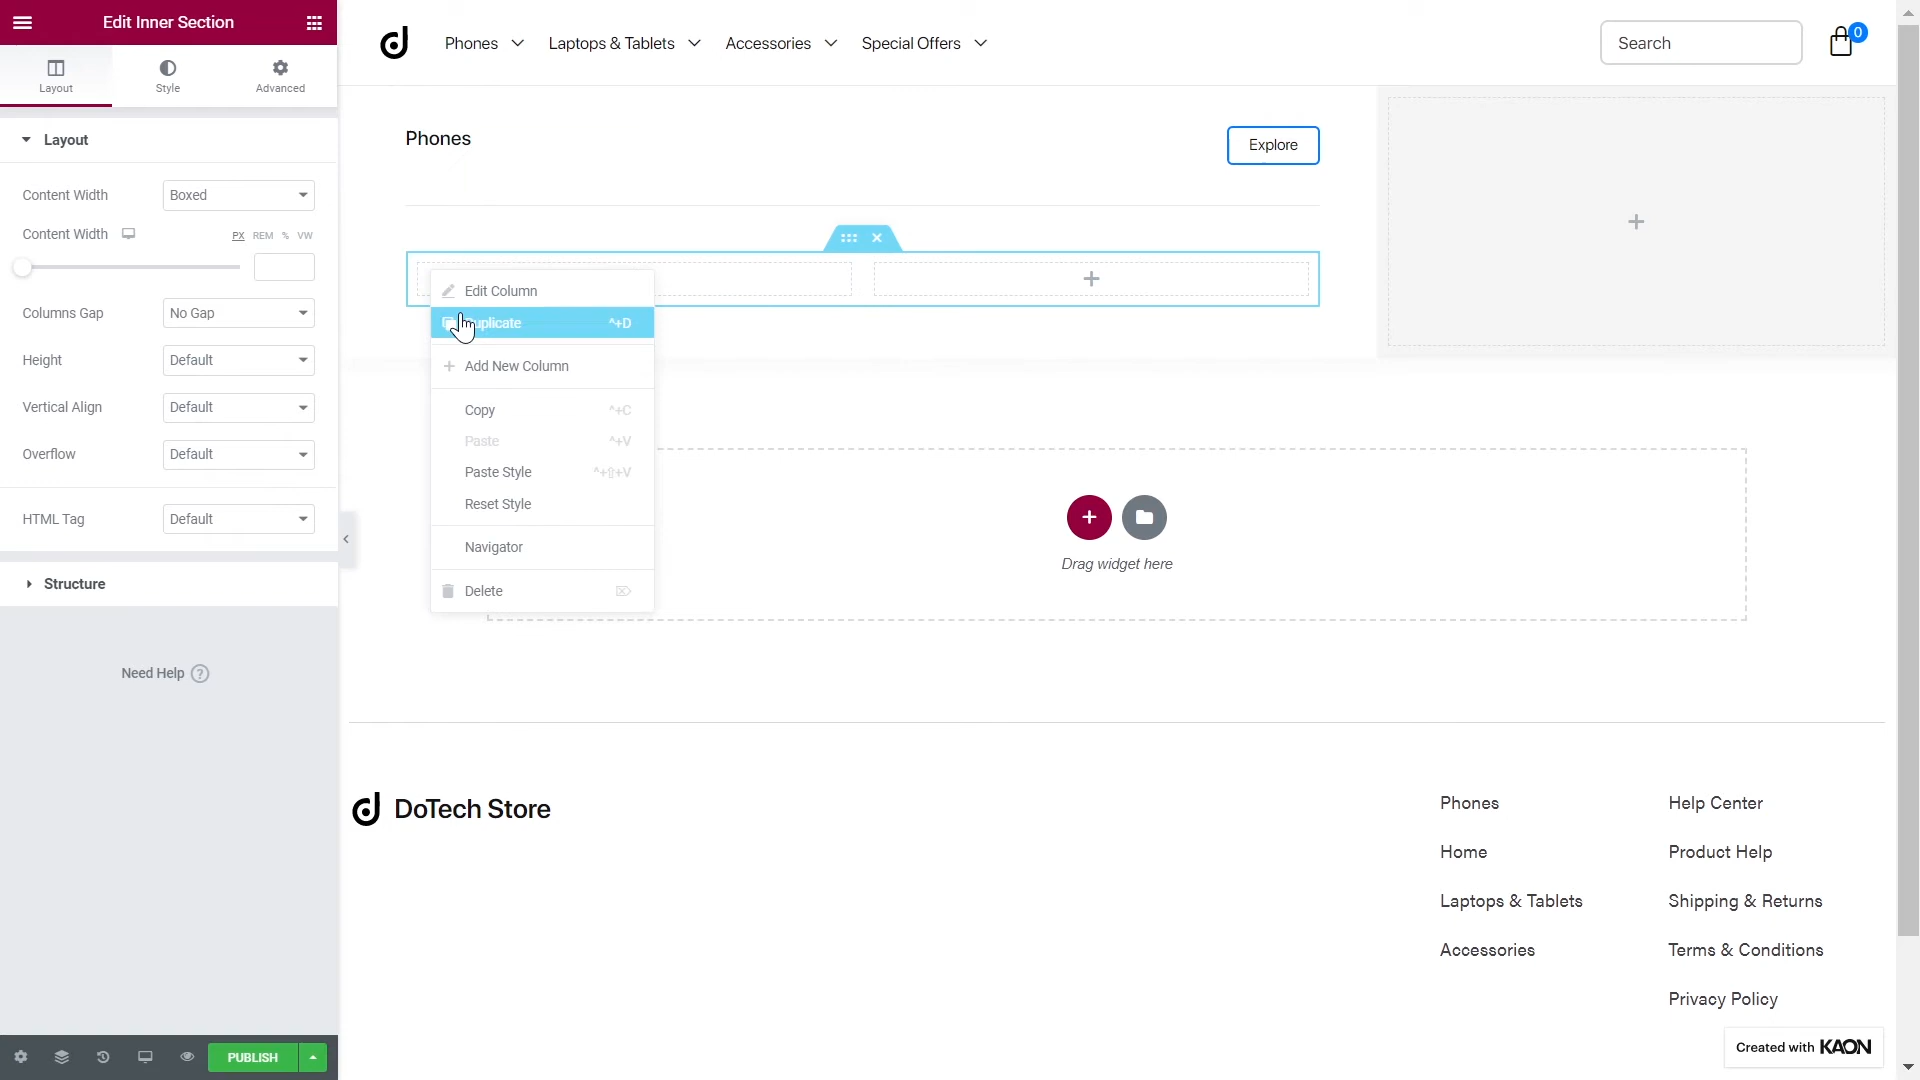 Edit Inner Section
Layout
Style
Advanced
Layout
Content Width
Boxed
Content Width
PX REM % VW
Columns Gap
No Gap
Height
Default
Vertical Align
Default
Overflow
Default
HTML Tag
Default
Structure
Need Help ?
PUBLISH
Phones
Laptops & Tablets
Accessories
Special Offers
Search
0
Phones
Explore
Edit Column
uplicate ^+D
Add New Column
Copy ^+C
Paste ^+V
Paste Style ^+⇧+V
Reset Style
Navigator
Delete ⌦
Drag widget here
DoTech Store
Phones
Home
Laptops & Tablets
Accessories
Help Center
Product Help
Shipping & Returns
Terms & Conditions
Privacy Policy
Created with KAON